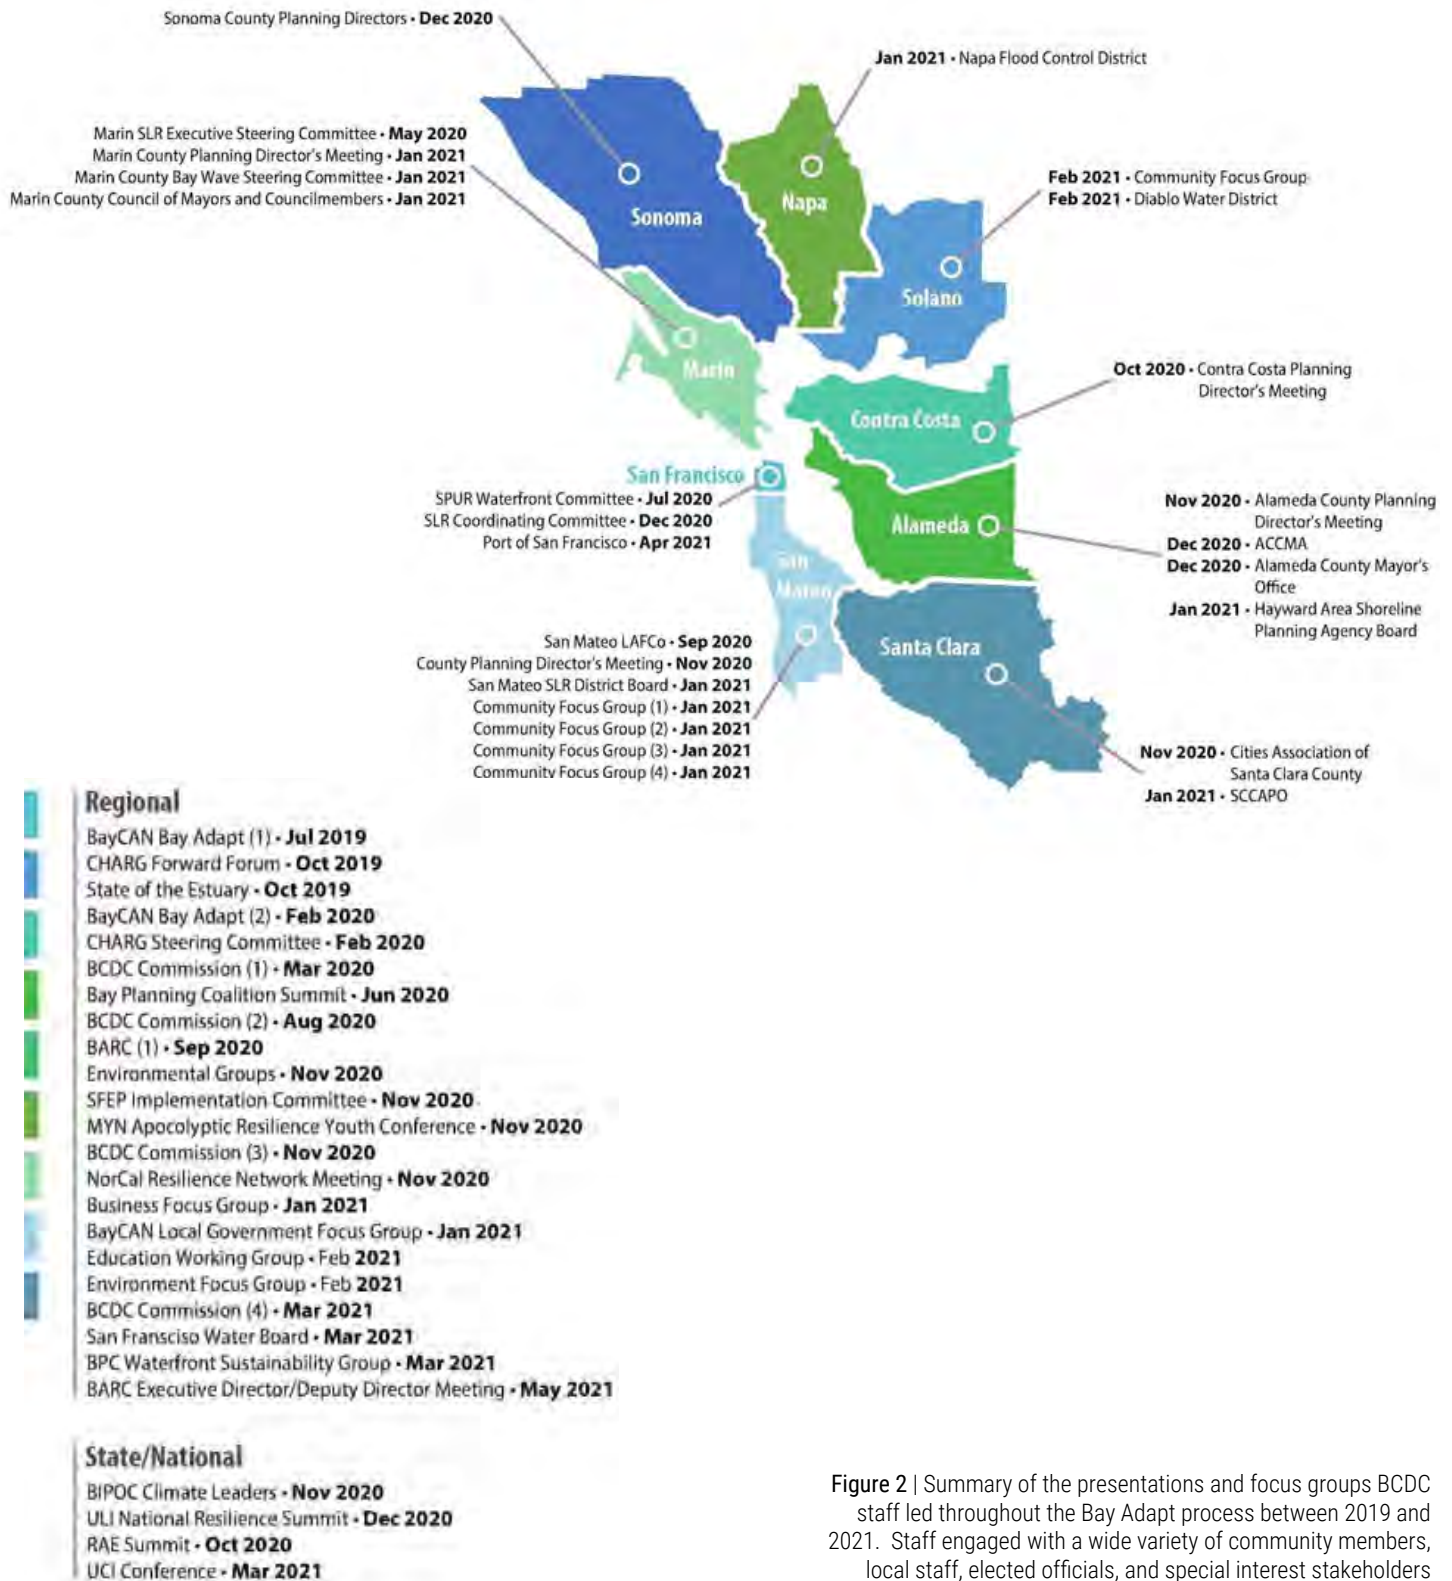 Sonoma County Planning Directors • Dec 2020
Jan 2021 • Napa Flood Control District
Marin SLR Executive Steering Committee • May 2020
Marin County Planning Director's Meeting • Jan 2021
Marin County Bay Wave Steering Committee • Jan 2021
Marin County Council of Mayors and Councilmembers • Jan 2021
Feb 2021 • Community Focus Group
Feb 2021 • Diablo Water District
Sonoma
Napa
Solano
Marin
Oct 2020 • Contra Costa Planning
Director's Meeting
Contra Costa
San Francisco
SPUR Waterfront Committee • Jul 2020
SLR Coordinating Committee • Dec 2020
Port of San Francisco • Apr 2021
Alameda
Nov 2020 • Alameda County Planning
Director's Meeting
Dec 2020 • ACCMA
Dec 2020 • Alameda County Mayor's
Office
Jan 2021 • Hayward Area Shoreline
Planning Agency Board
San
Mateo
San Mateo LAFCo • Sep 2020
County Planning Director's Meeting • Nov 2020
San Mateo SLR District Board • Jan 2021
Community Focus Group (1) • Jan 2021
Community Focus Group (2) • Jan 2021
Community Focus Group (3) • Jan 2021
Community Focus Group (4) • Jan 2021
Santa Clara
Nov 2020 • Cities Association of
Santa Clara County
Jan 2021 • SCCAPO
Regional
BayCAN Bay Adapt (1) • Jul 2019
CHARG Forward Forum • Oct 2019
State of the Estuary • Oct 2019
BayCAN Bay Adapt (2) • Feb 2020
CHARG Steering Committee • Feb 2020
BCDC Commission (1) • Mar 2020
Bay Planning Coalition Summit • Jun 2020
BCDC Commission (2) • Aug 2020
BARC (1) • Sep 2020
Environmental Groups • Nov 2020
SFEP Implementation Committee • Nov 2020
MYN Apocolyptic Resilience Youth Conference • Nov 2020
BCDC Commission (3) • Nov 2020
NorCal Resilience Network Meeting • Nov 2020
Business Focus Group • Jan 2021
BayCAN Local Government Focus Group • Jan 2021
Education Working Group • Feb 2021
Environment Focus Group • Feb 2021
BCDC Commission (4) • Mar 2021
San Fransciso Water Board • Mar 2021
BPC Waterfront Sustainability Group • Mar 2021
BARC Executive Director/Deputy Director Meeting • May 2021
State/National
BIPOC Climate Leaders • Nov 2020
ULI National Resilience Summit • Dec 2020
RAE Summit • Oct 2020
UCI Conference • Mar 2021
Figure 2 | Summary of the presentations and focus groups BCDC
staff led throughout the Bay Adapt process between 2019 and
2021. Staff engaged with a wide variety of community members,
local staff, elected officials, and special interest stakeholders